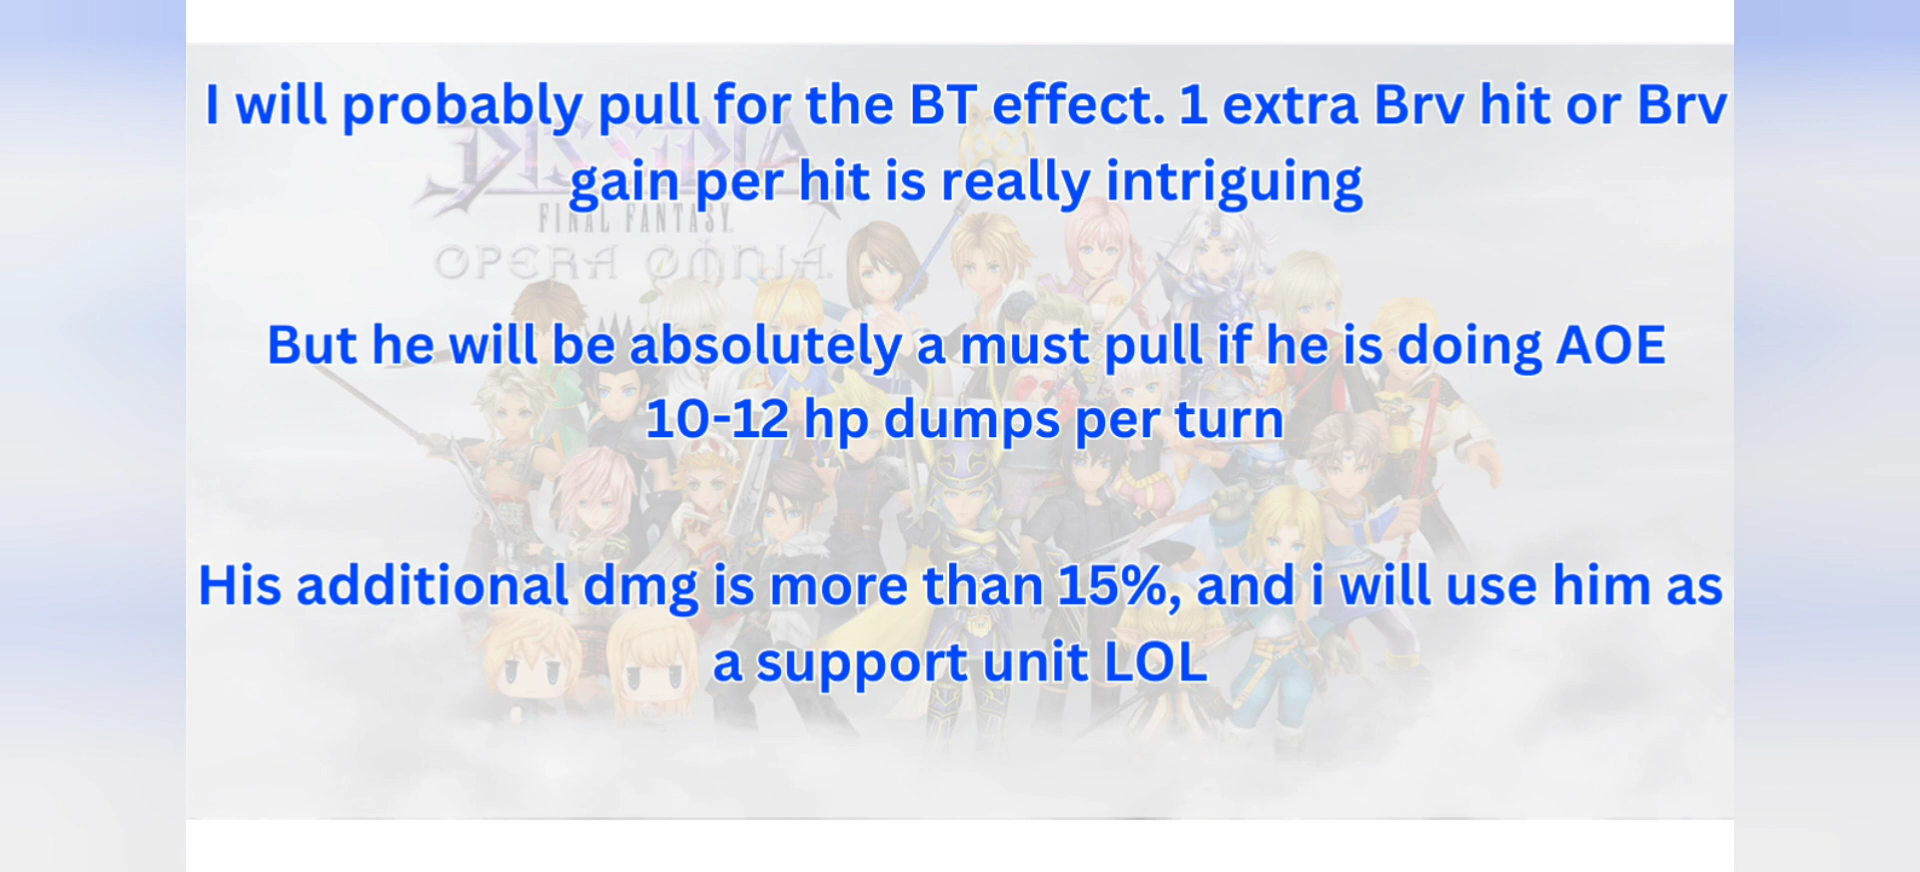 I will probably pull for the BT effect. 1 extra Brv hit or Brv
gain per hit is really intriguing
DISSIDIA
FINAL FANTASY
OPERA OMNIA
But he will be absolutely a must pull if he is doing AOE
10-12 hp dumps per turn
His additional dmg is more than 15%, and i will use him as
a support unit LOL